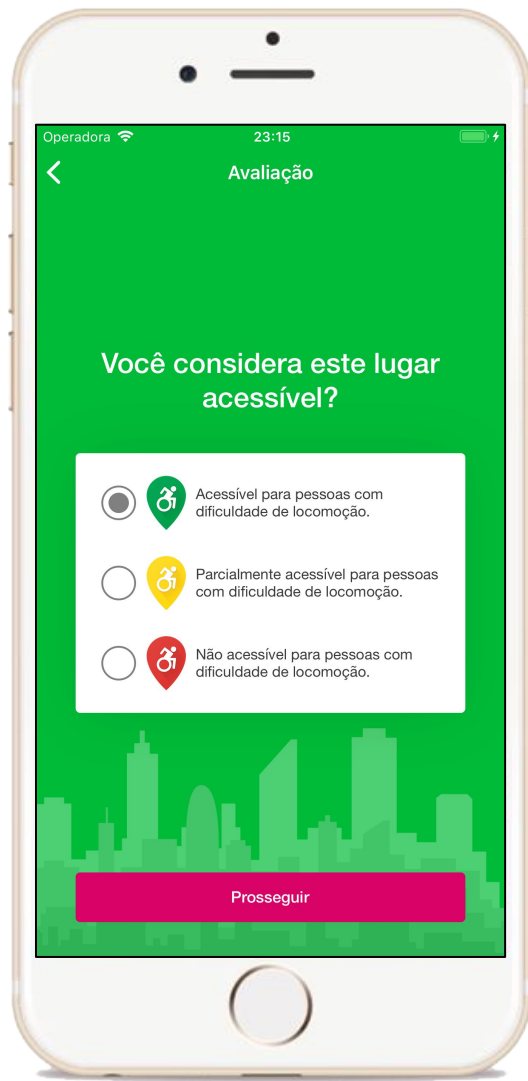 Operadora 23:15
Avaliação
Você considera este lugar
acessível?
Acessível para pessoas com
dificuldade de locomoção.
Parcialmente acessível para pessoas
com dificuldade de locomoção.
Não acessível para pessoas com
dificuldade de locomoção.
Prosseguir